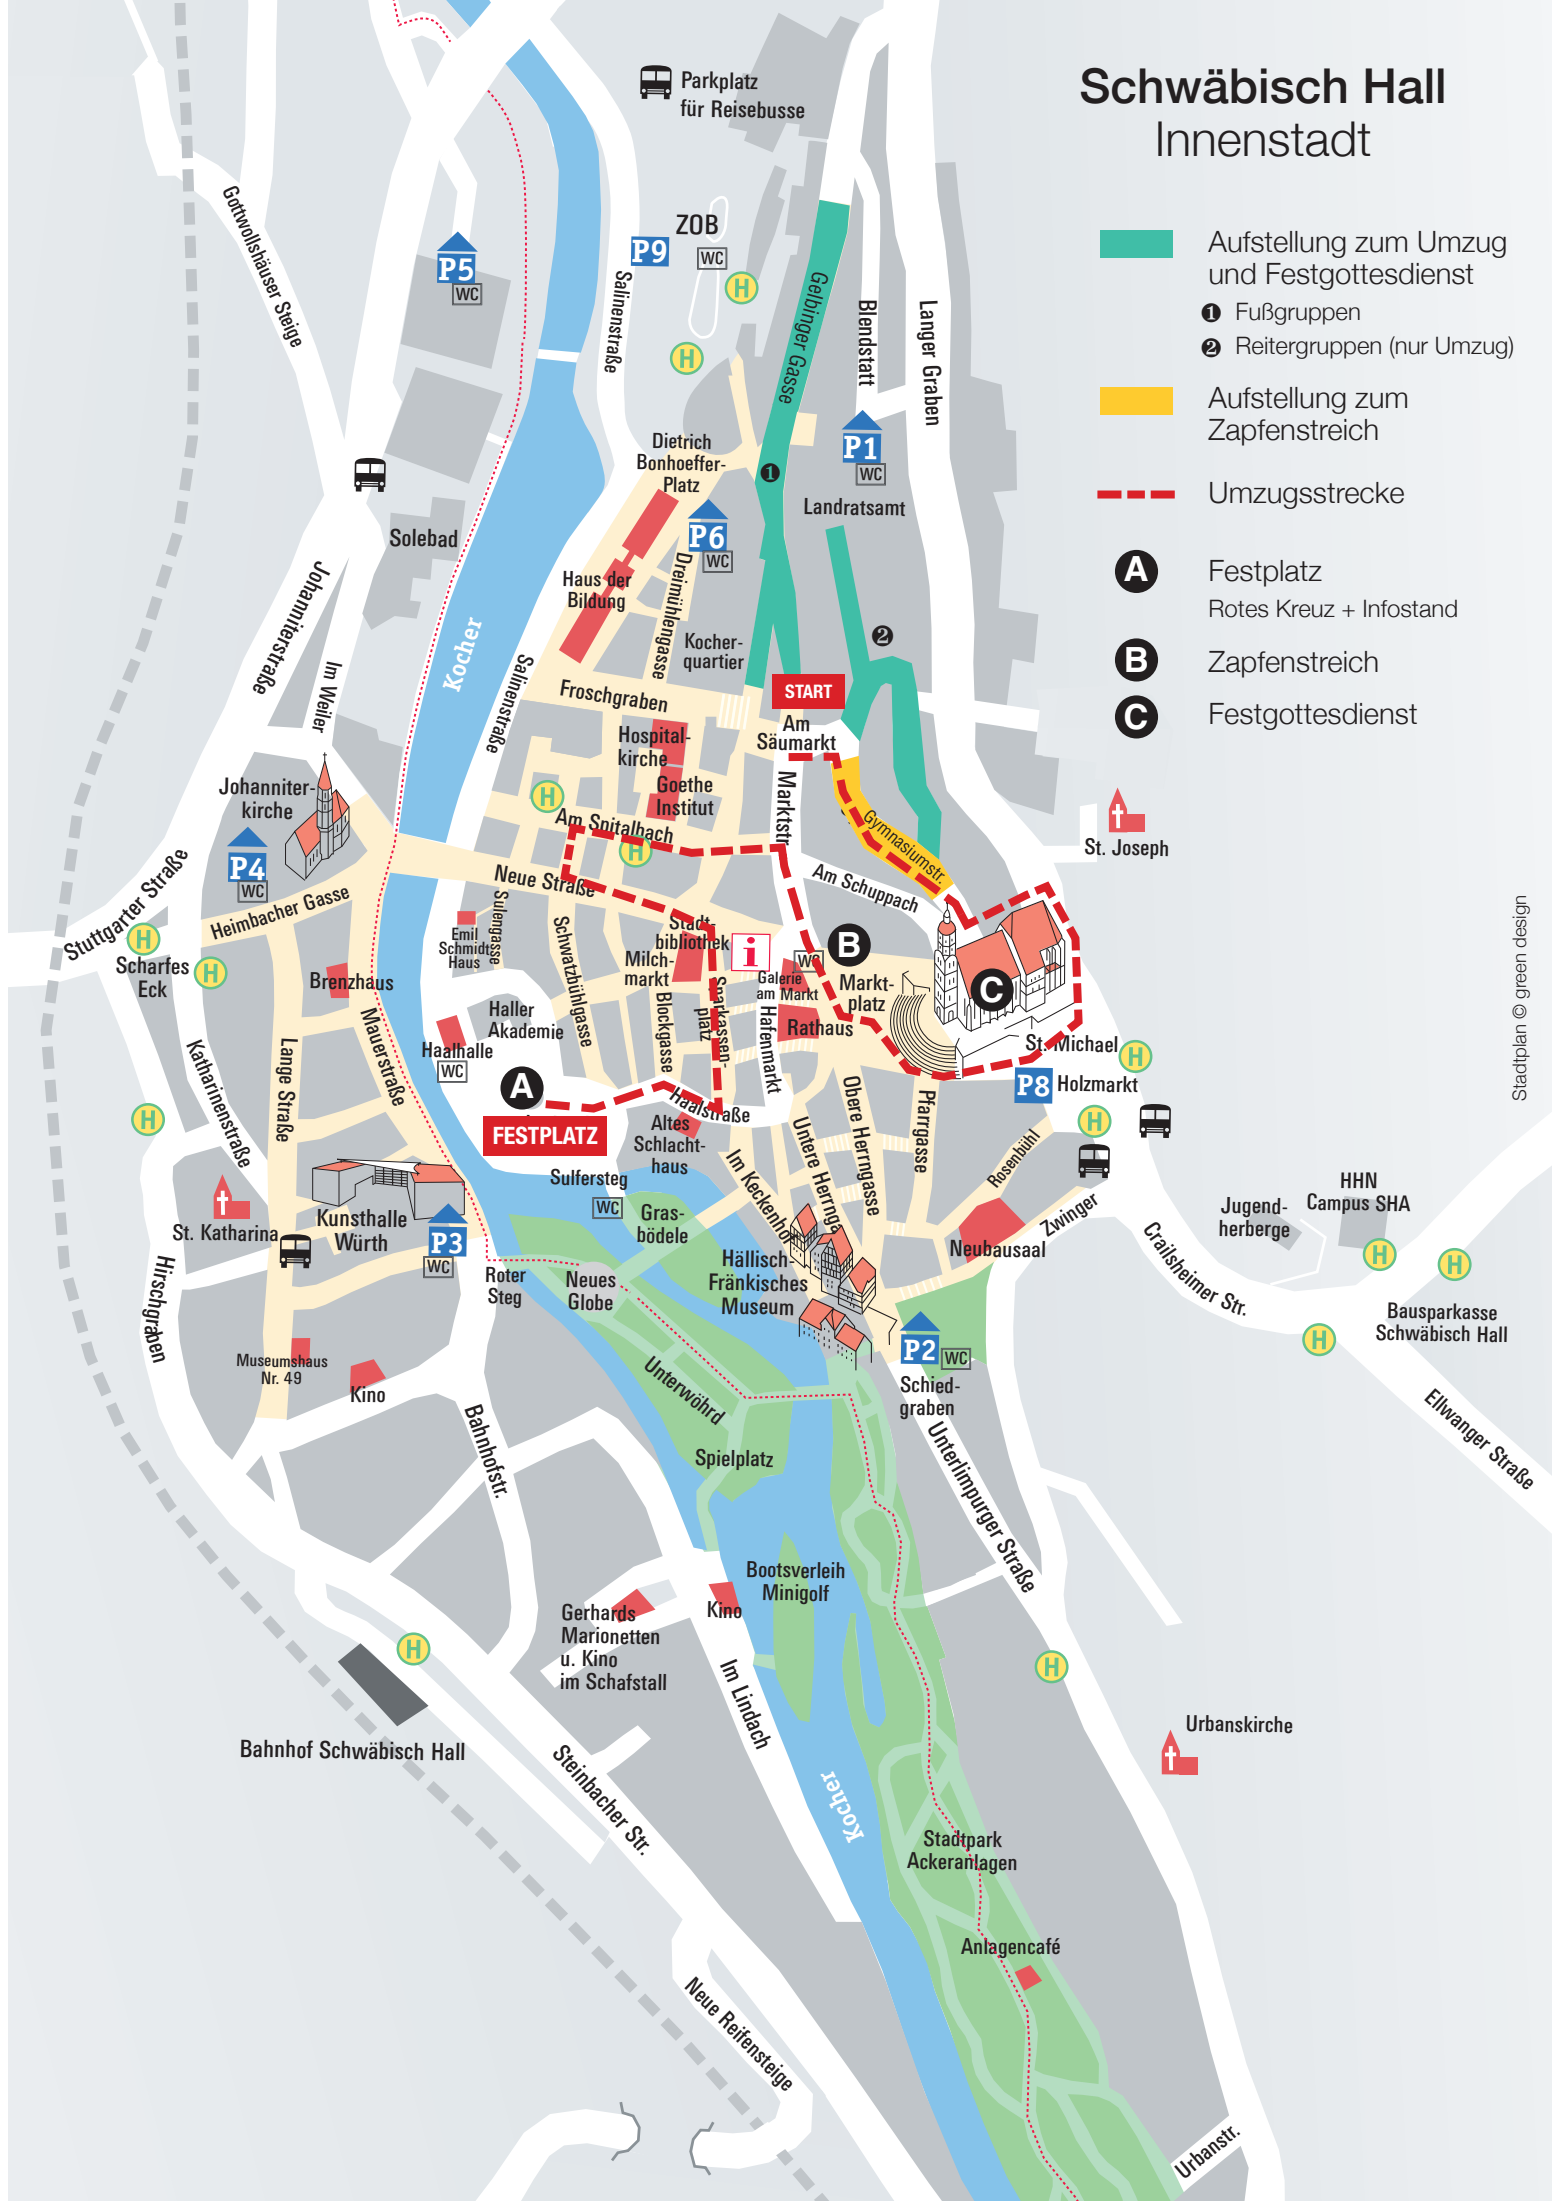 Schwäbisch Hall
Innenstadt
Aufstellung zum Umzug
und Festgottesdienst
1 Fußgruppen
2 Reitergruppen (nur Umzug)
Aufstellung zum
Zapfenstreich
Umzugsstrecke
A Festplatz
Rotes Kreuz + Infostand
B Zapfenstreich
C Festgottesdienst
Stadtplan © green design
Parkplatz
für Reisebusse
ZOB
P9
WC
H
H
P5
WC
Gottwollshäuser Steige
Salinenstraße
Gelbinger Gasse
Blendstatt
Langer Graben
P1
WC
Landratsamt
1
2
Dietrich
Bonhoeffer-
Platz
P6
WC
Solebad
Haus der
Bildung
Dreimühlengasse
Kocher-
quartier
Johanniterstraße
Im Weiler
Kocher
Salinenstraße
Froschgraben
START
Am
Säumarkt
Hospital-
kirche
Goethe
Institut
Marktstr.
Gymnasiumstr.
Johanniter-
kirche
H
Am Spitalbach
H
P4
WC
St. Joseph
Stuttgarter Straße
Heimbacher Gasse
Neue Straße
Am Schuppach
H
Scharfes
Eck
H
Brenzhaus
Emil
Schmidt-
Haus
Sulengasse
Schwatzbühlgasse
Stadt-
bibliothek
Milch-
markt
i
WC
B
Galerie
am Markt
Markt-
platz
C
Haller
Akademie
Blockgasse
Sparkassen-
platz
Hafenmarkt
Rathaus
St. Michael
H
Haalhalle
WC
Mauerstraße
Lange Straße
Katharinenstraße
H
A
FESTPLATZ
Haalstraße
Altes
Schlacht-
haus
P8
Holzmarkt
H
Obere Herrngasse
Untere Herrnga
Pfarrgasse
Rosenbühl
Zwinger
Im Keckenhof
Sulfersteg
WC
Gras-
bödele
St. Katharina
Kunsthalle
Würth
P3
WC
Roter
Steg
Neues
Globe
Hällisch-
Fränkisches
Museum
Neubausaal
Jugend-
herberge
HHN
Campus SHA
H
H
Bausparkasse
Schwäbisch Hall
Crailsheimer Str.
H
Ellwanger Straße
P2
WC
Schied-
graben
Hirschgraben
Museumshaus
Nr. 49
Kino
Bahnhofstr.
Unterwöhrd
Spielplatz
Unterlimpurger Straße
Bootsverleih
Minigolf
Gerhards
Marionetten
u. Kino
im Schafstall
Kino
H
Im Lindach
H
Bahnhof Schwäbisch Hall
Steinbacher Str.
Urbanskirche
Kocher
Stadtpark
Ackeranlagen
Anlagencafé
Neue Reifensteige
Urbanstr.